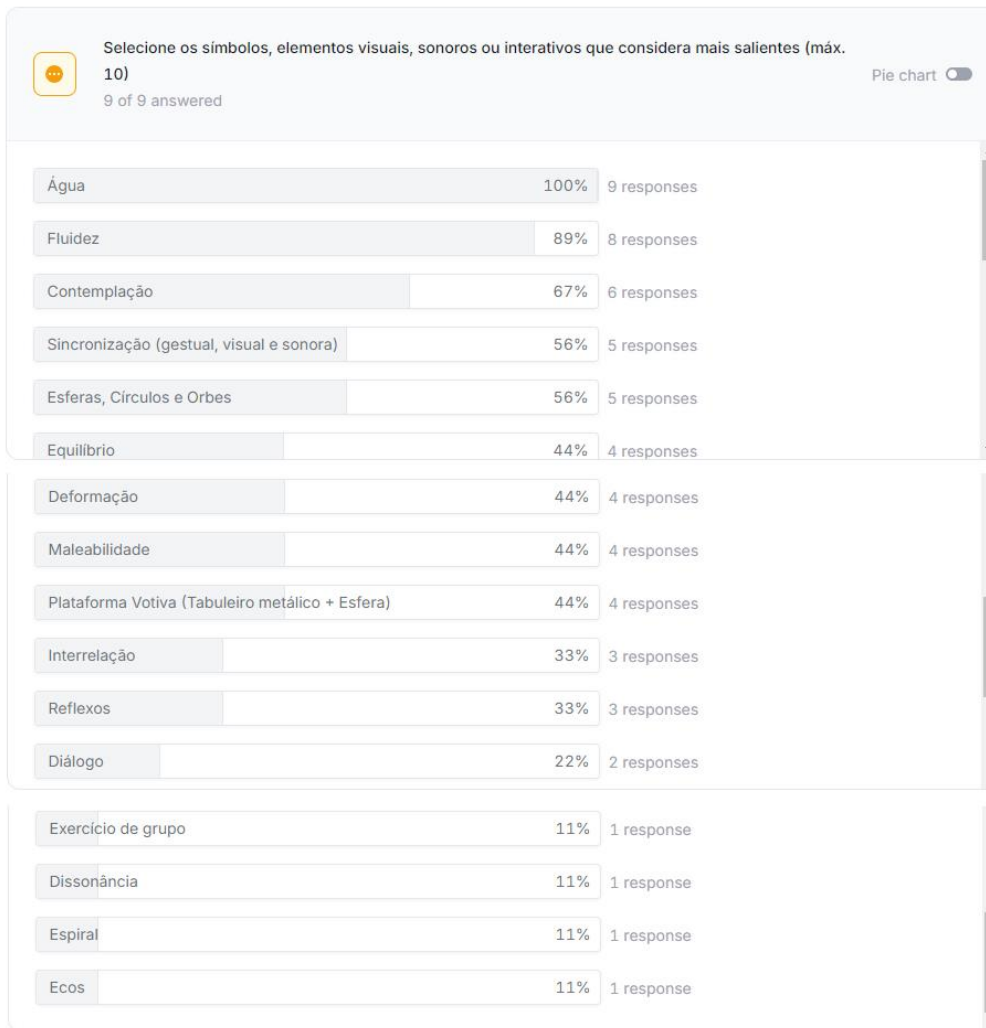 Selecione os símbolos, elementos visuais, sonoros ou interativos que considera mais salientes (máx.
10)
Pie chart
9 of 9 answered
Água 100% 9 responses
Fluidez 89% 8 responses
Contemplação 67% 6 responses
Sincronização (gestual, visual e sonora) 56% 5 responses
Esferas, Círculos e Orbes 56% 5 responses
Equilíbrio 44% 4 responses
Deformação 44% 4 responses
Maleabilidade 44% 4 responses
Plataforma Votiva (Tabuleiro metálico + Esfera) 44% 4 responses
Interrelação 33% 3 responses
Reflexos 33% 3 responses
Diálogo 22% 2 responses
Exercício de grupo 11% 1 response
Dissonância 11% 1 response
Espiral 11% 1 response
Ecos 11% 1 response